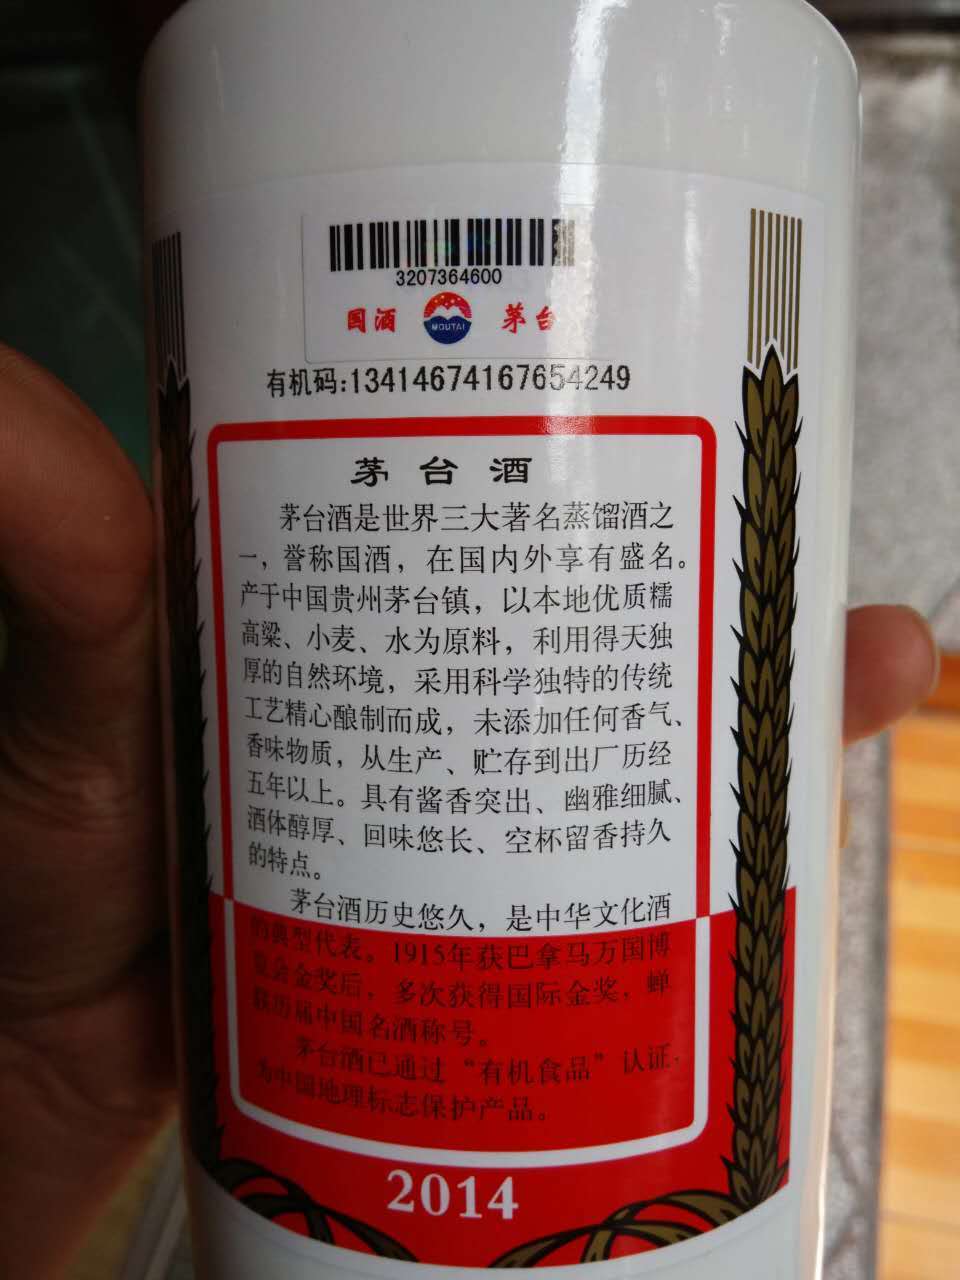 3207364600
国酒 MOUTAI 茅台
有机码:13414674167654249
茅台酒
茅台酒是世界三大著名蒸馏酒之
一，誉称国酒，在国内外享有盛名。
产于中国贵州茅台镇，以本地优质糯
高粱、小麦、水为原料，利用得天独
厚的自然环境，采用科学独特的传统
工艺精心酿制而成，未添加任何香气、
香味物质，从生产、贮存到出厂历经
五年以上。具有酱香突出、幽雅细腻、
酒体醇厚、回味悠长、空杯留香持久
的特点。
茅台酒历史悠久，是中华文化酒
的典型代表。1915年获巴拿马万国博
览会金奖后，多次获得国际金奖，蝉
联历届中国名酒称号。
茅台酒已通过“有机食品”认证，
为中国地理标志保护产品。
2014